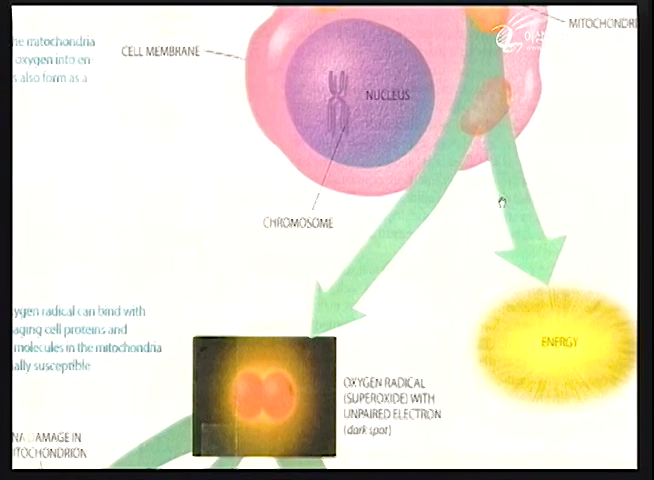 MITOCHONDRI
he mitochondria
CELL MEMBRANE
oxygen into en
s also form as a
NUCLEUS
CHROMOSOME
ygen radical can bind with
aging cell proteins and
molecules in the mitochondria
ally susceptible
ENERGY
OXYGEN RADICAL
(SUPEROXIDE) WITH
UNPAIRED ELECTRON
(dark spot)
NA DAMAGE IN
ITOCHONDRION